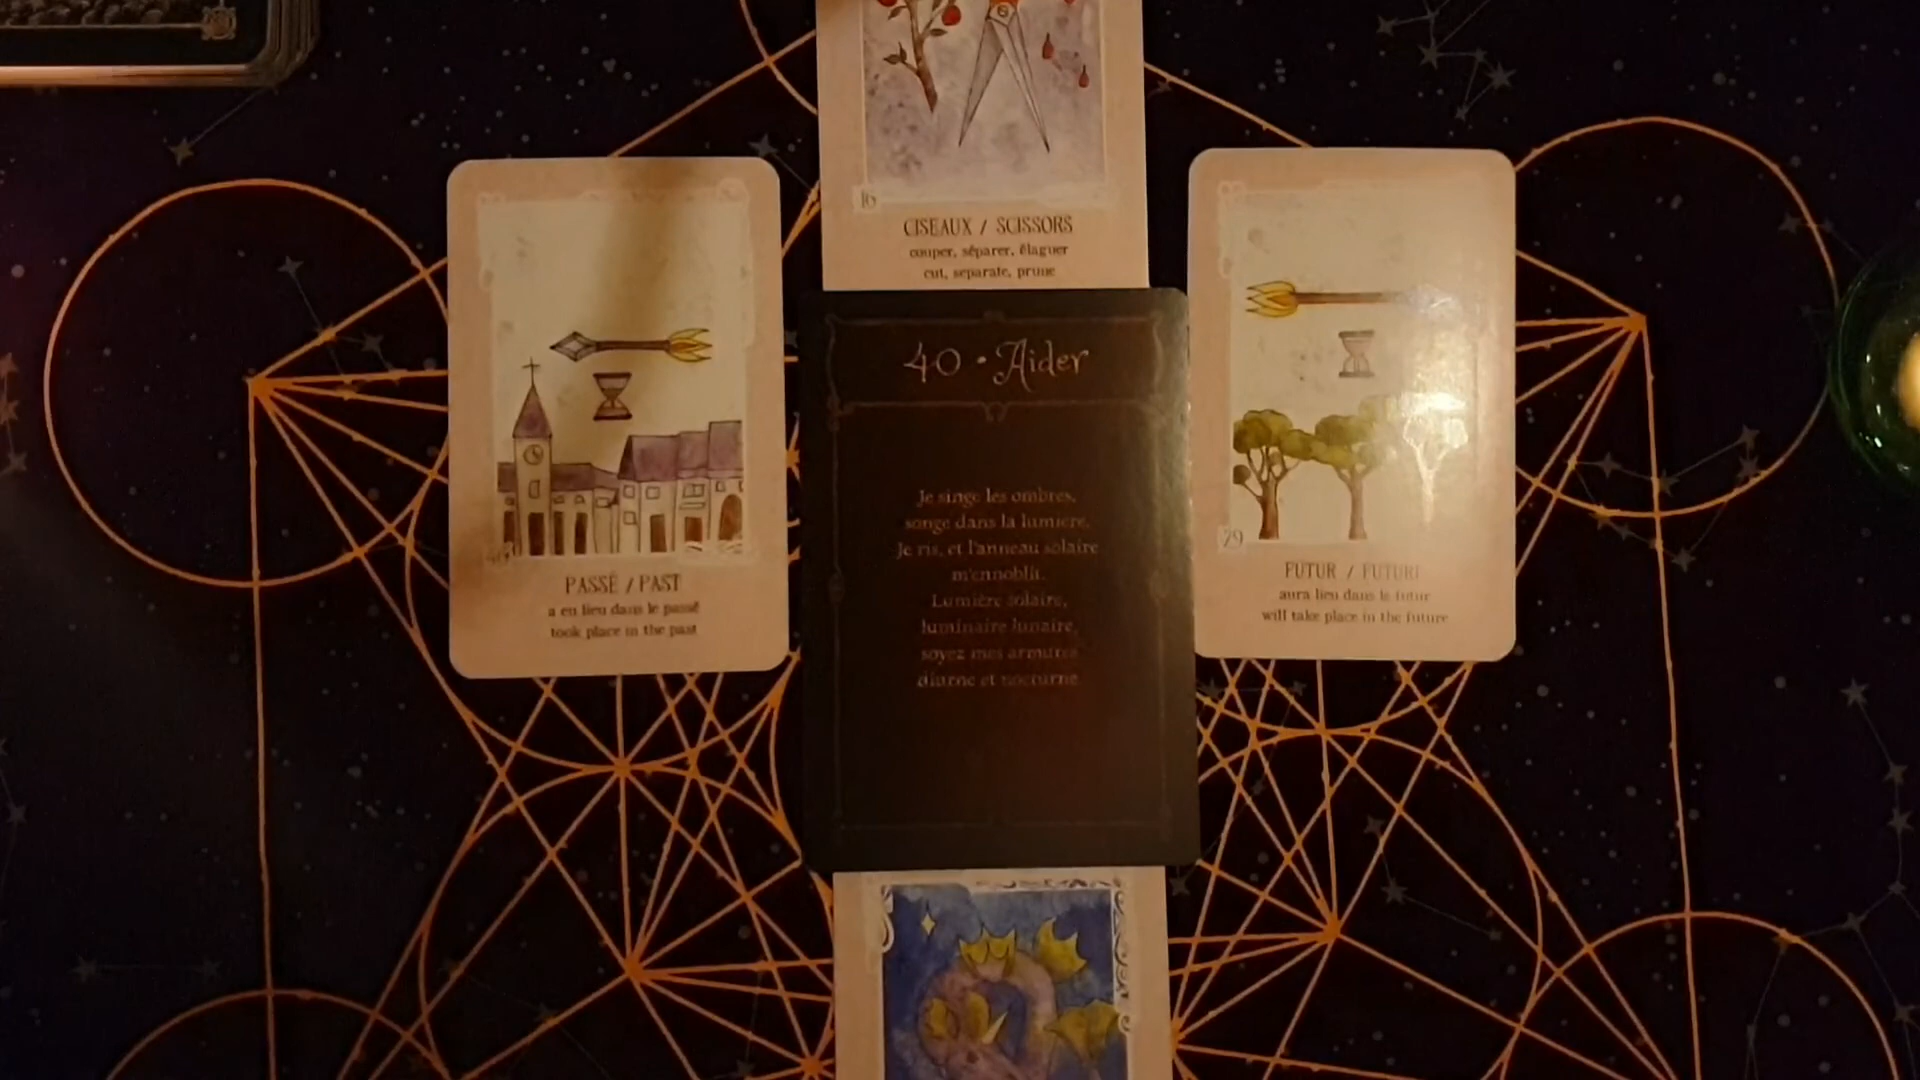 6
16
CISEAUX / SCISSORS
couper, séparer, élaguer
cut, separate, prune
PASSÉ / PAST
a eu lieu dans le passé
took place in the past
40 • Aider
Je singe les ombres,
songe dans la lumière,
Je ris, et l'anneau solaire
m'ennoblit.
Lumière solaire,
luminaire lunaire,
soyez mes armures
diurne et nocturne.
29
FUTUR / FUTURE
aura lieu dans le futur
will take place in the future